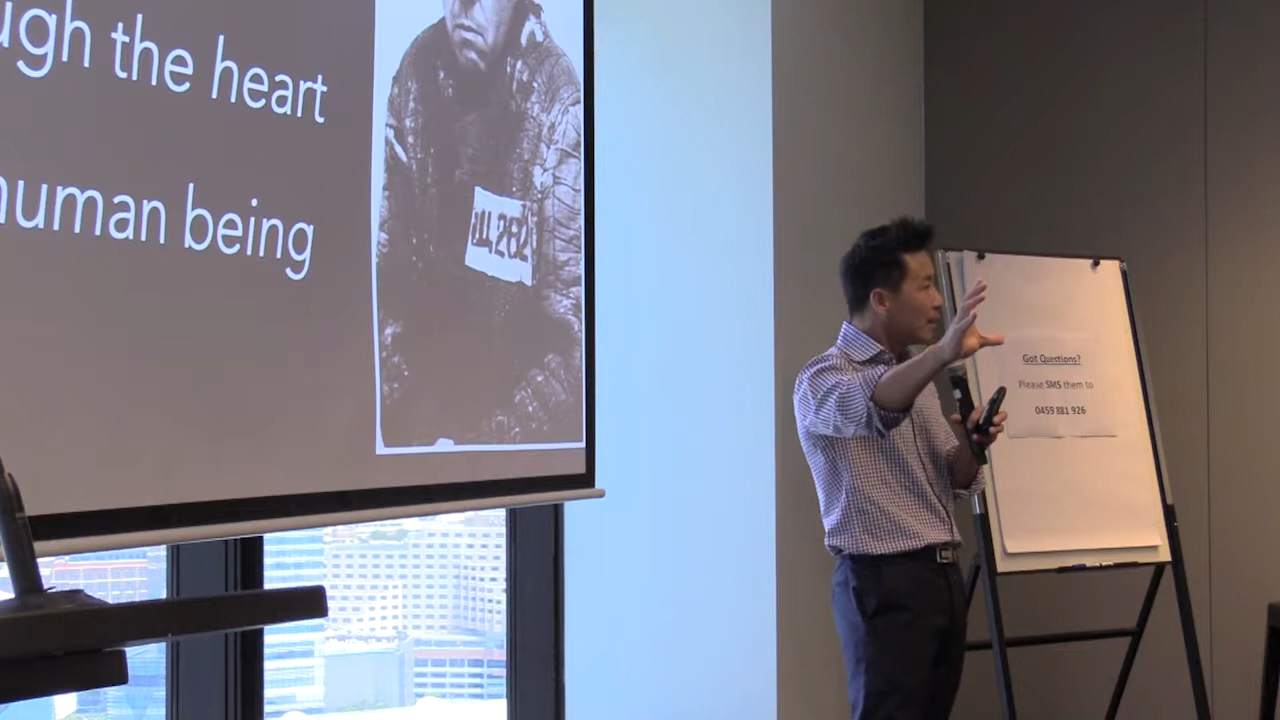 ugh the heart
human being
Щ 282
Got Questions?
Please SMS them to
0459 881 926